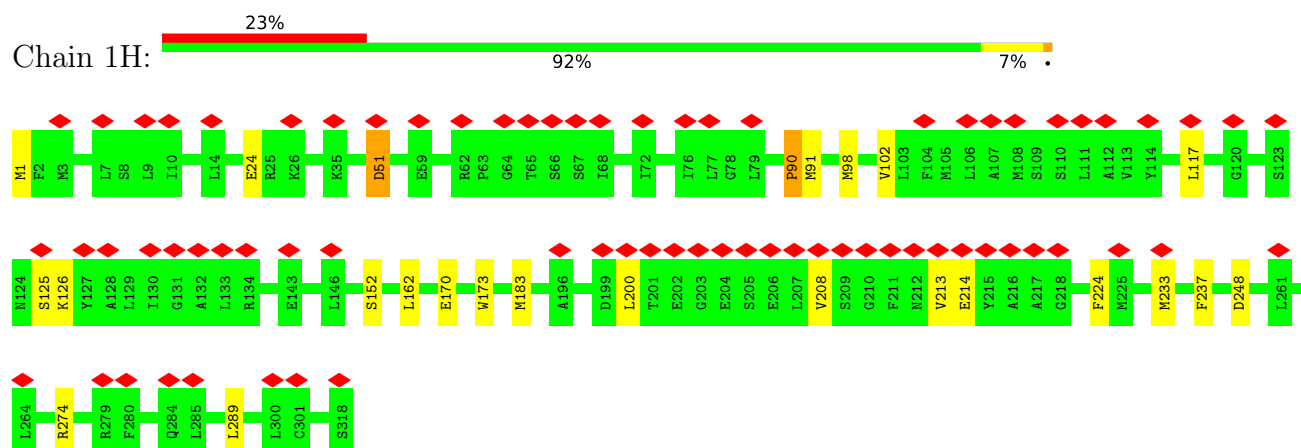 23%
Chain 1H:
92% 7% •
M1 F2 M3 L7 S8 L9 I10 L14 E24 R25 K26 K35 D51 E59 R62 P63 G64 T65 S66 S67 I68 I72 I76 L77 G78 L79 P90 M91 M98 V102 L103 F104 M105 L106 A107 M108 S109 S110 L111 A112 V113 Y114 L117 G120 S123
N124 S125 K126 Y127 A128 L129 I130 G131 A132 L133 R134 E143 L146 S152 L162 E170 W173 M183 A196 D199 L200 T201 E202 G203 E204 S205 E206 L207 V208 S209 G210 F211 N212 V213 E214 Y215 A216 A217 G218 F224 M225 M233 F237 D248 L261
L264 R274 R279 F280 Q284 L285 L289 L300 C301 S318